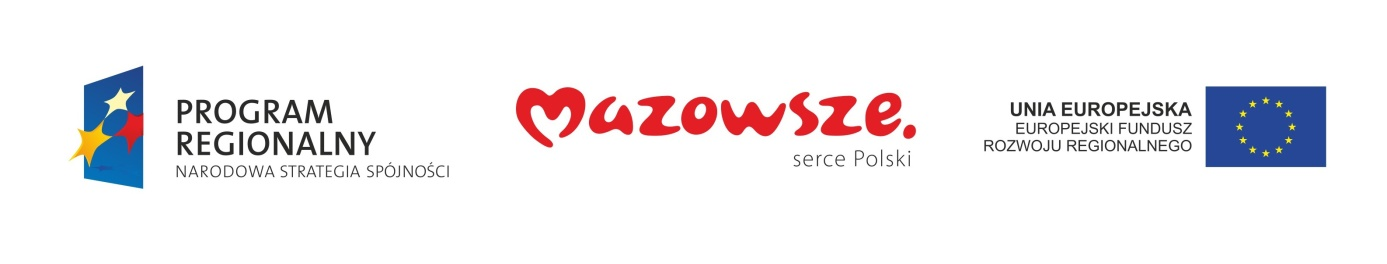 PROGRAM
REGIONALNY
NARODOWA STRATEGIA SPÓJNOŚCI
mazowsze.
serce Polski
UNIA EUROPEJSKA
EUROPEJSKI FUNDUSZ
ROZWOJU REGIONALNEGO